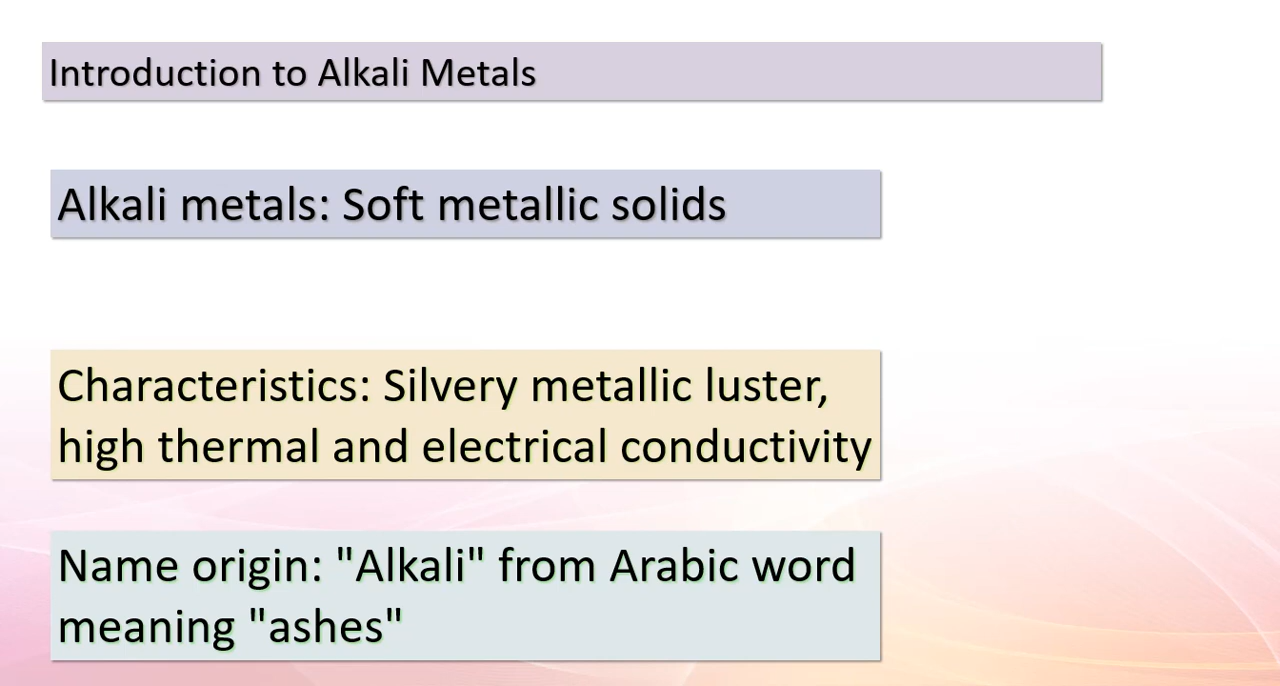 Introduction to Alkali Metals
Alkali metals: Soft metallic solids
Characteristics: Silvery metallic luster,
high thermal and electrical conductivity
Name origin: "Alkali" from Arabic word
meaning "ashes"